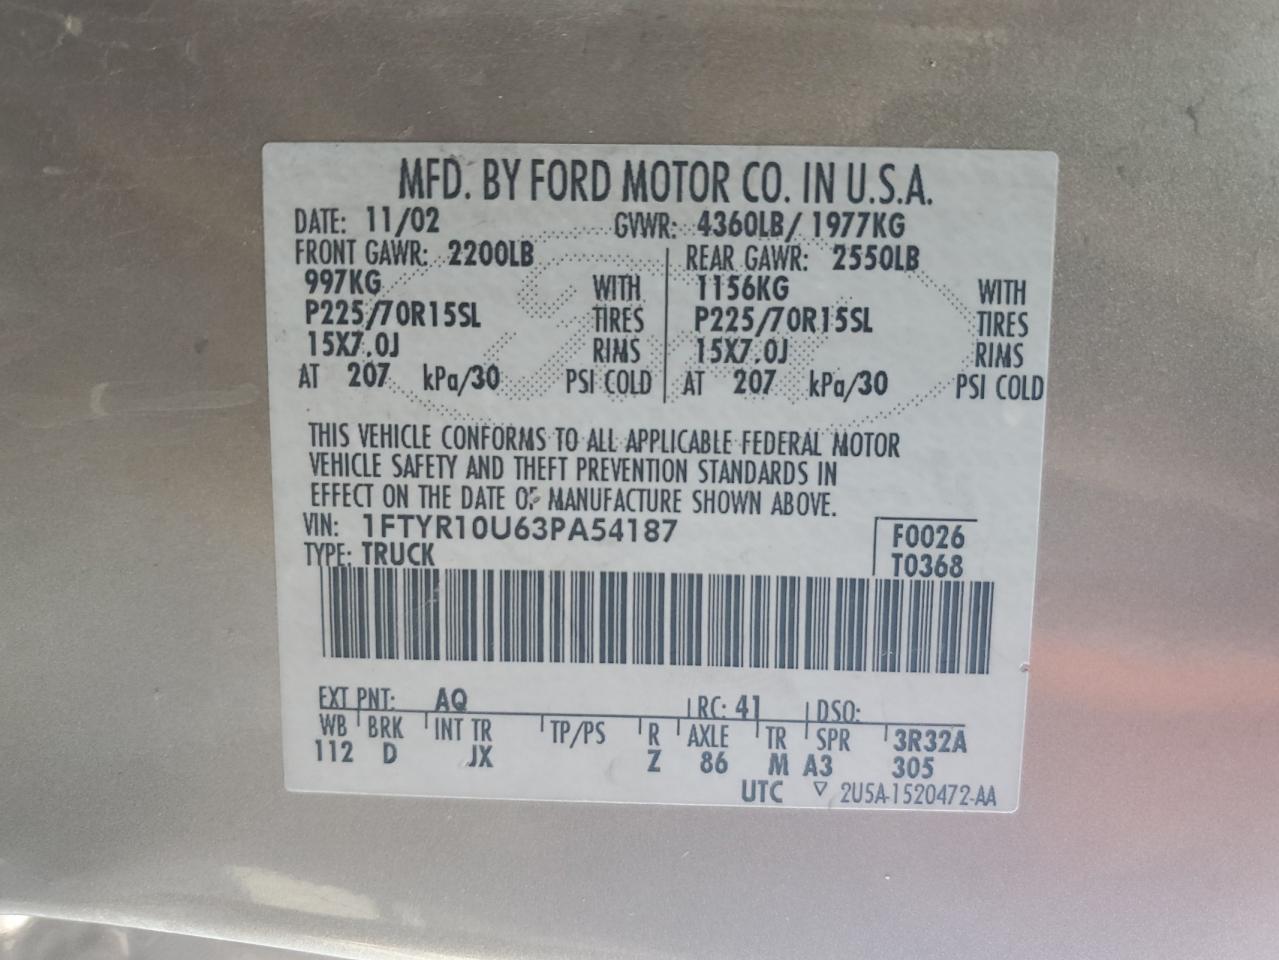 MFD. BY FORD MOTOR CO. IN U.S.A.
DATE: 11/02 GVWR: 4360LB/ 1977KG
FRONT GAWR: 2200LB REAR GAWR: 2550LB
997KG WITH 1156KG WITH
P225/70R15SL TIRES P225/70R15SL TIRES
15X7.0J RIMS 15X7.0J RIMS
AT 207 kPa/30 PSI COLD AT 207 kPa/30 PSI COLD
THIS VEHICLE CONFORMS TO ALL APPLICABLE FEDERAL MOTOR
VEHICLE SAFETY AND THEFT PREVENTION STANDARDS IN
EFFECT ON THE DATE OF MANUFACTURE SHOWN ABOVE.
VIN: 1FTYR10U63PA54187 F0026
TYPE: TRUCK T0368
EXT PNT: AQ RC: 41 DSO:
WB BRK INT TR TP/PS R AXLE TR SPR 3R32A
112 D JX Z 86 M A3 305
UTC ▽ 2U5A-1520472-AA